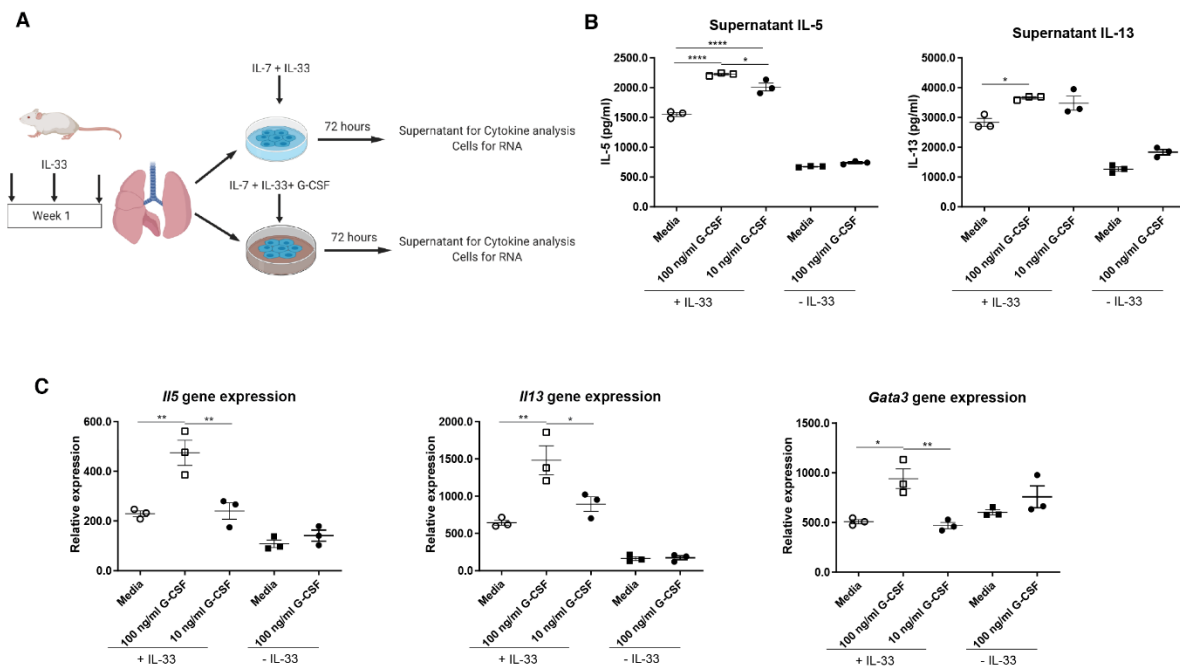 A
IL-7 + IL-33
72 hours
Supernatant for Cytokine analysis
Cells for RNA
IL-33
Week 1
IL-7 + IL-33+ G-CSF
72 hours
Supernatant for Cytokine analysis
Cells for RNA
B
Supernatant IL-5
IL-5 (pg/ml)
2500.0
2000.0
1500.0
1000.0
500.0
0.0
****
****
*
Media
100 ng/ml G-CSF
10 ng/ml G-CSF
Media
100 ng/ml G-CSF
+ IL-33
- IL-33
Supernatant IL-13
IL-13 (pg/ml)
5000.0
4000.0
3000.0
2000.0
1000.0
0.0
*
Media
100 ng/ml G-CSF
10 ng/ml G-CSF
Media
100 ng/ml G-CSF
+ IL-33
- IL-33
C
Il5 gene expression
Relative expression
600.0
400.0
200.0
0.0
**
**
Media
100 ng/ml G-CSF
10 ng/ml G-CSF
Media
100 ng/ml G-CSF
+ IL-33
- IL-33
Il13 gene expression
Relative expression
2000.0
1500.0
1000.0
500.0
0.0
**
*
Media
100 ng/ml G-CSF
10 ng/ml G-CSF
Media
100 ng/ml G-CSF
+ IL-33
- IL-33
Gata3 gene expression
Relative expression
1500.0
1000.0
500.0
0.0
*
**
Media
100 ng/ml G-CSF
10 ng/ml G-CSF
Media
100 ng/ml G-CSF
+ IL-33
- IL-33